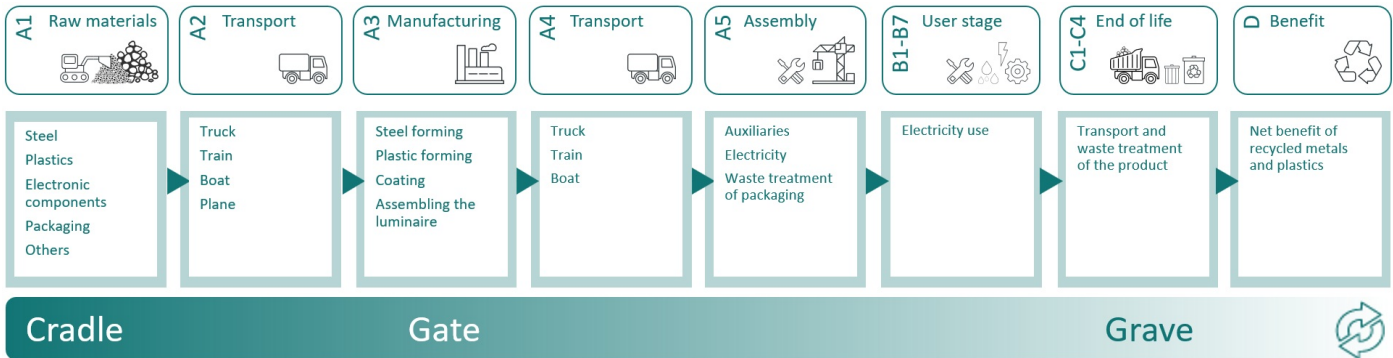 A1 Raw materials
A2 Transport
A3 Manufacturing
A4 Transport
A5 Assembly
B1-B7 User stage
C1-C4 End of life
D Benefit
Steel
Plastics
Electronic
components
Packaging
Others
Truck
Train
Boat
Plane
Steel forming
Plastic forming
Coating
Assembling the
luminaire
Truck
Train
Boat
Auxiliaries
Electricity
Waste treatment
of packaging
Electricity use
Transport and
waste treatment
of the product
Net benefit of
recycled metals
and plastics
Cradle
Gate
Grave